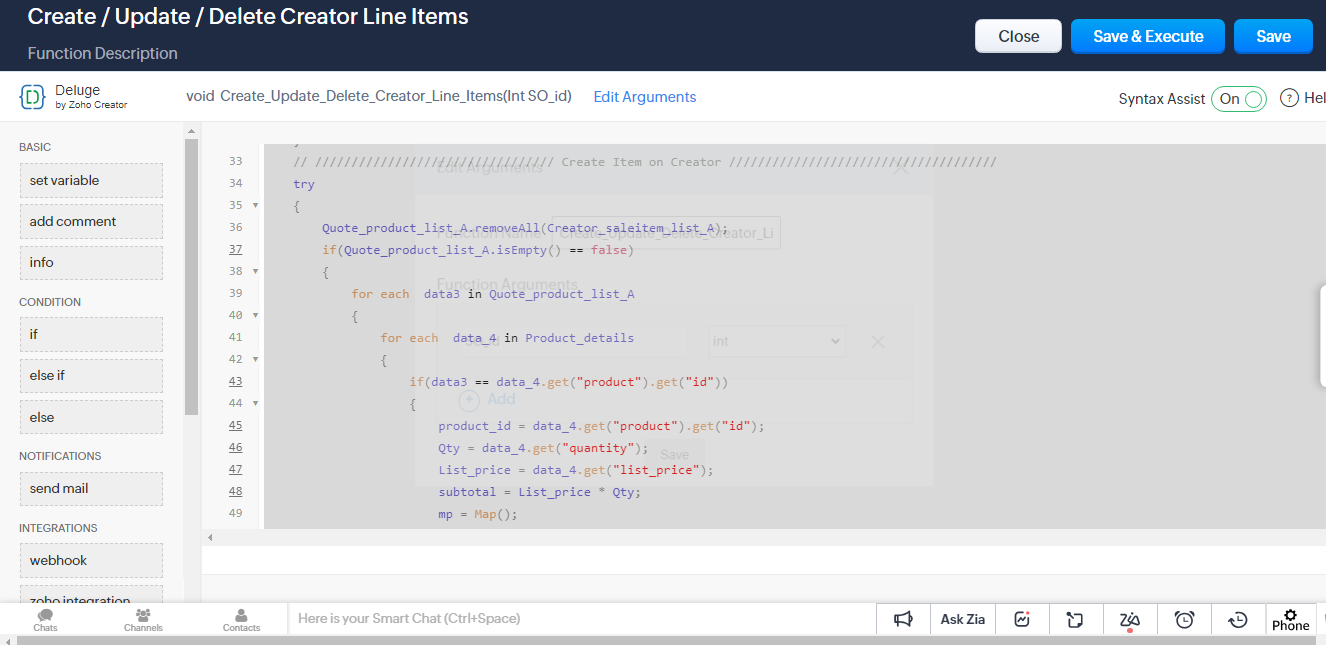 Create / Update / Delete Creator Line Items
Function Description
Close
Save & Execute
Save
Deluge
by Zoho Creator
void Create_Update_Delete_Creator_Line_Items(Int SO_id)
Edit Arguments
Syntax Assist
On
? Hel
BASIC
set variable
add comment
info
CONDITION
if
else if
else
NOTIFICATIONS
send mail
INTEGRATIONS
webhook
zoho integration
33 // ///////////////////////////////// Create Item on Creator /////////////////////////////////////
34 try
35 {
36 Quote_product_list_A.removeAll(Creator_saleitem_list_A);
37 if(Quote_product_list_A.isEmpty() == false)
38 {
39 for each data3 in Quote_product_list_A
40 {
41 for each data_4 in Product_details
42 {
43 if(data3 == data_4.get("product").get("id"))
44 {
45 product_id = data_4.get("product").get("id");
46 Qty = data_4.get("quantity");
47 List_price = data_4.get("list_price");
48 subtotal = List_price * Qty;
49 mp = Map();
Edit Arguments
Function Name
Create_Update_Delete_Creator_Li
Function Arguments
int
Add
Save
Chats
Channels
Contacts
Here is your Smart Chat (Ctrl+Space)
Ask Zia
Phone